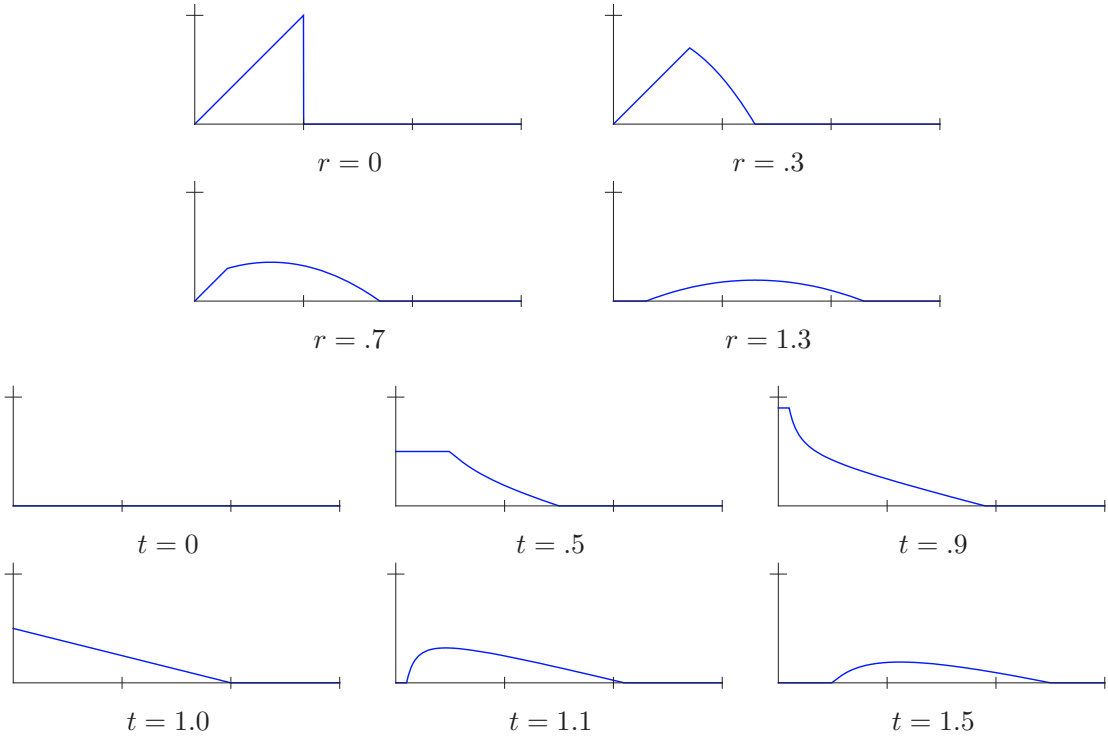 r = 0
r = .3
r = .7
r = 1.3
t = 0
t = .5
t = .9
t = 1.0
t = 1.1
t = 1.5